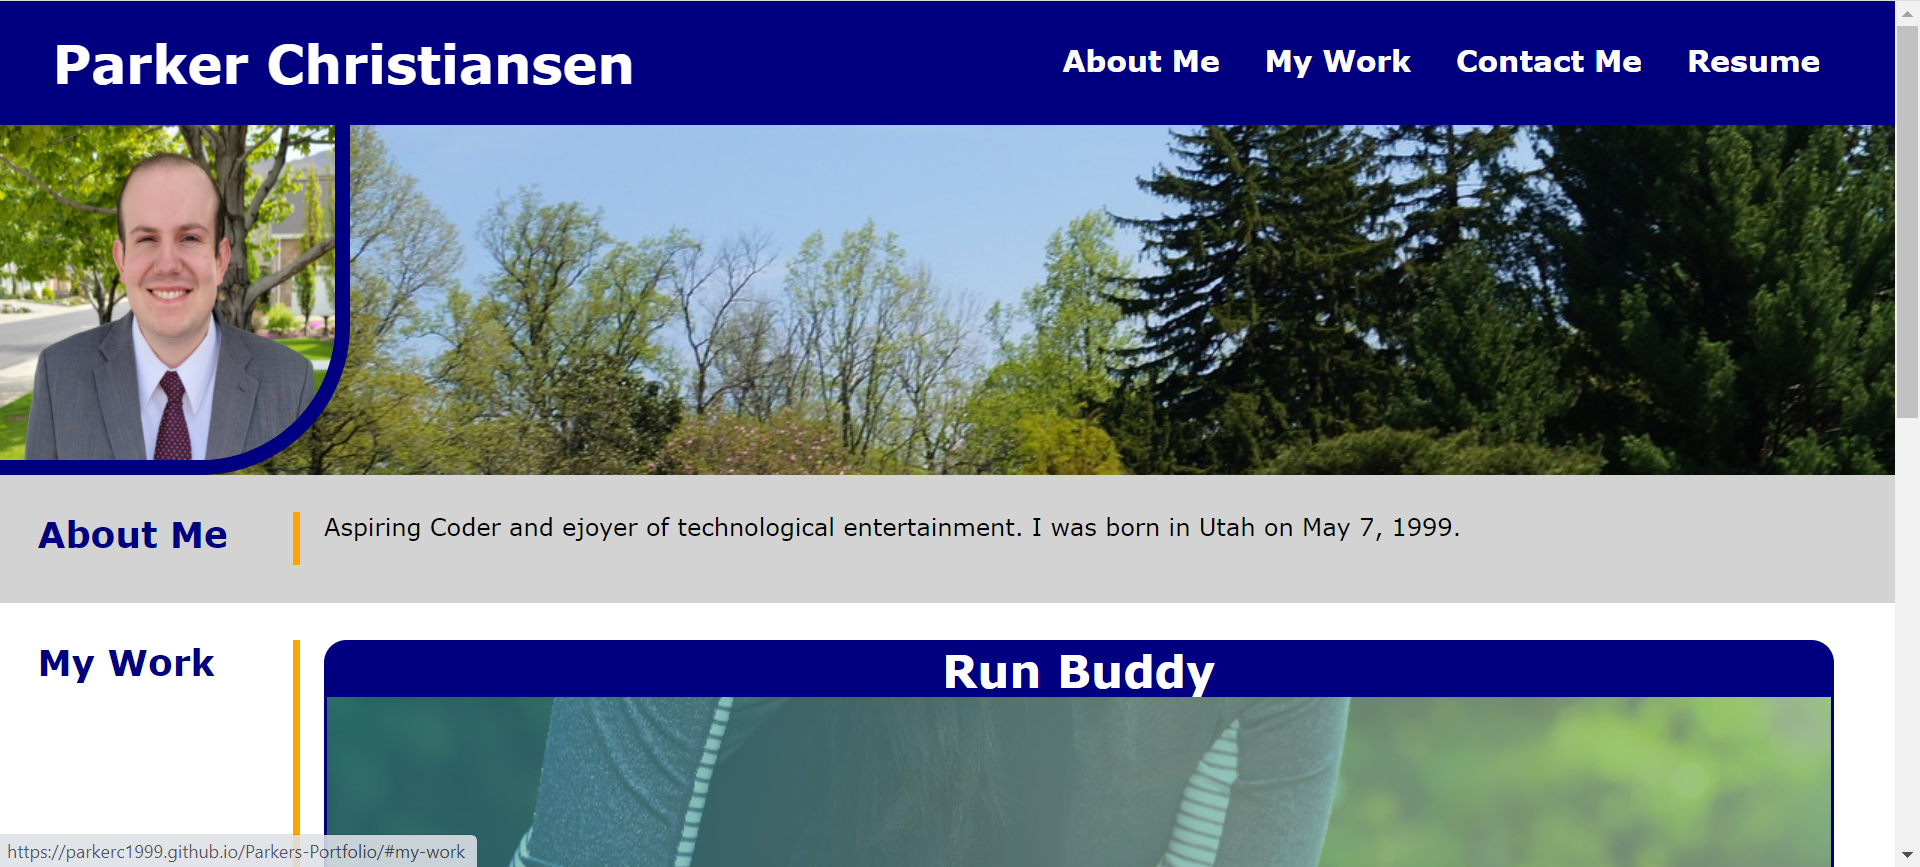 Parker Christiansen
About Me My Work Contact Me Resume
About Me
Aspiring Coder and ejoyer of technological entertainment. I was born in Utah on May 7, 1999.
My Work
Run Buddy
https://parkerc1999.github.io/Parkers-Portfolio/#my-work